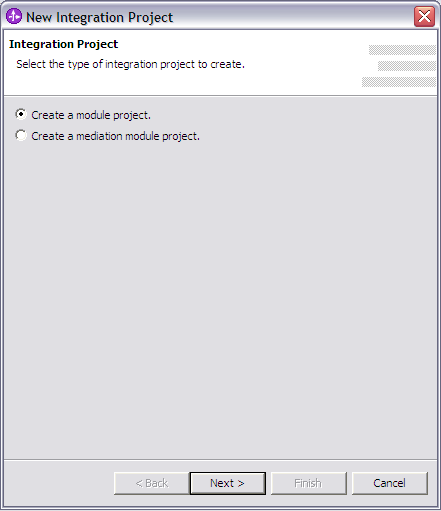 New Integration Project
Integration Project
Select the type of integration project to create.
Create a module project.
Create a mediation module project.
< Back
Next >
Finish
Cancel